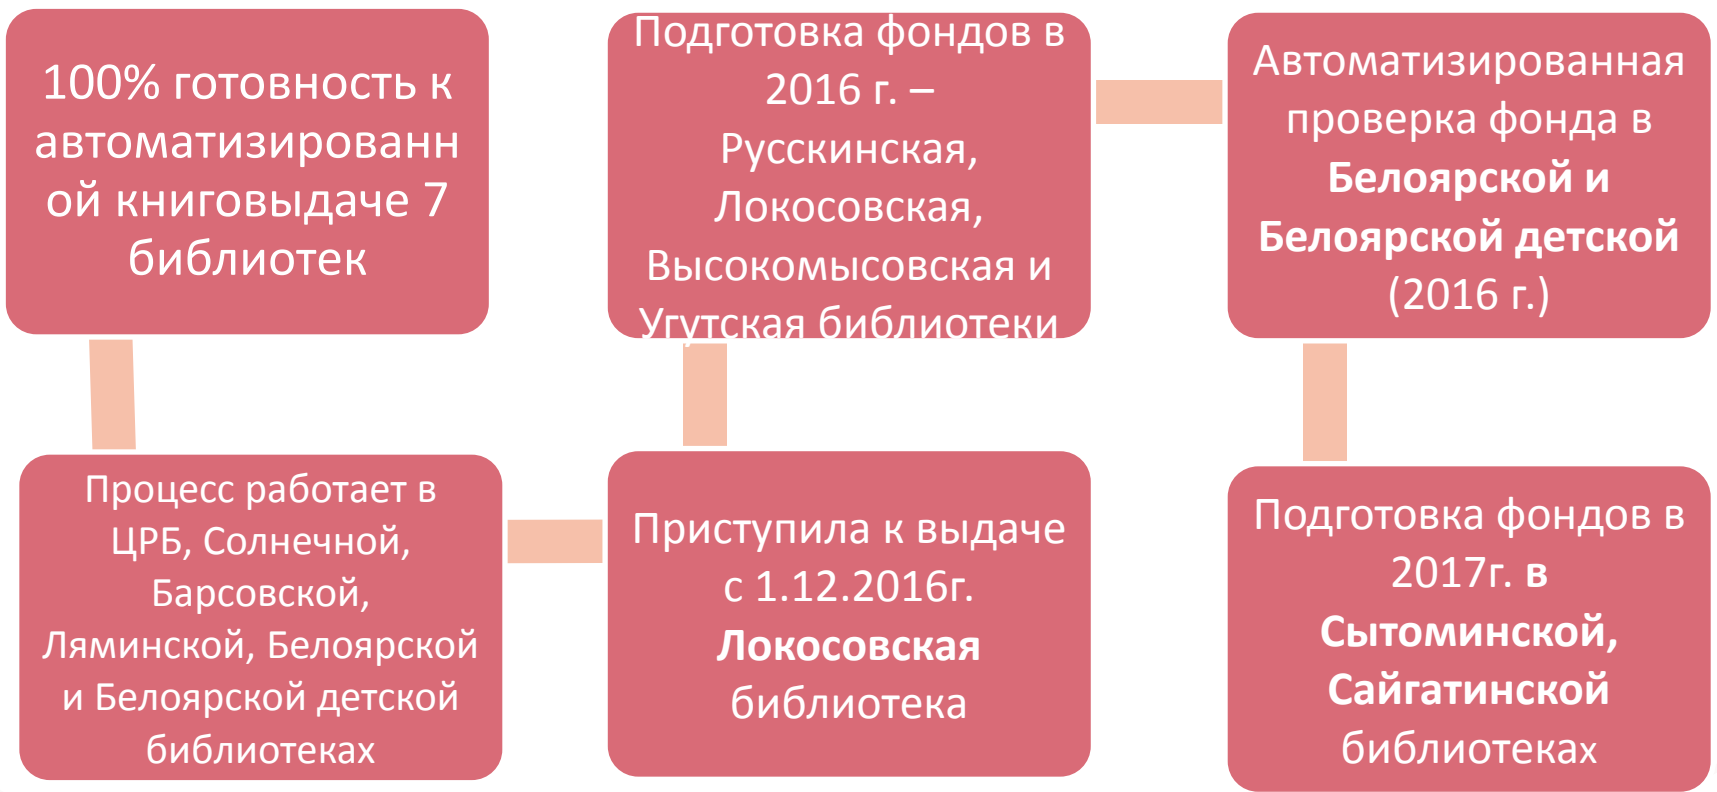 100% готовность к
автоматизированн
ой книговыдаче 7
библиотек
Процесс работает в
ЦРБ, Солнечной,
Барсовской,
Ляминской, Белоярской
и Белоярской детской
библиотеках
Приступила к выдаче
с 1.12.2016г.
Локосовская
библиотека
Подготовка фондов в
2016 г. –
Русскинская,
Локосовская,
Высокомысовская и
Угутская библиотеки
Автоматизированная
проверка фонда в
Белоярской и
Белоярской детской
(2016 г.)
Подготовка фондов в
2017г. в
Сытоминской,
Сайгатинской
библиотеках